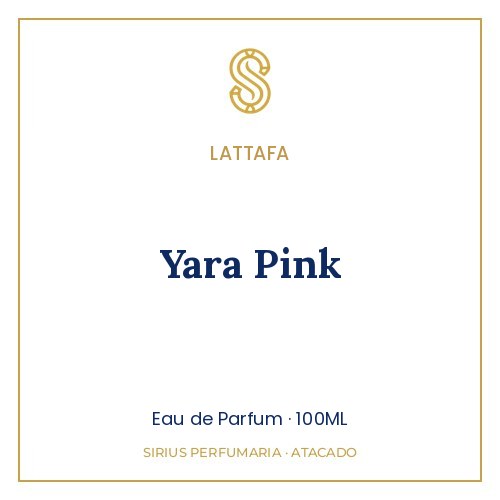 LATTAFA
Yara Pink
Eau de Parfum · 100ML
SIRIUS PERFUMARIA · ATACADO